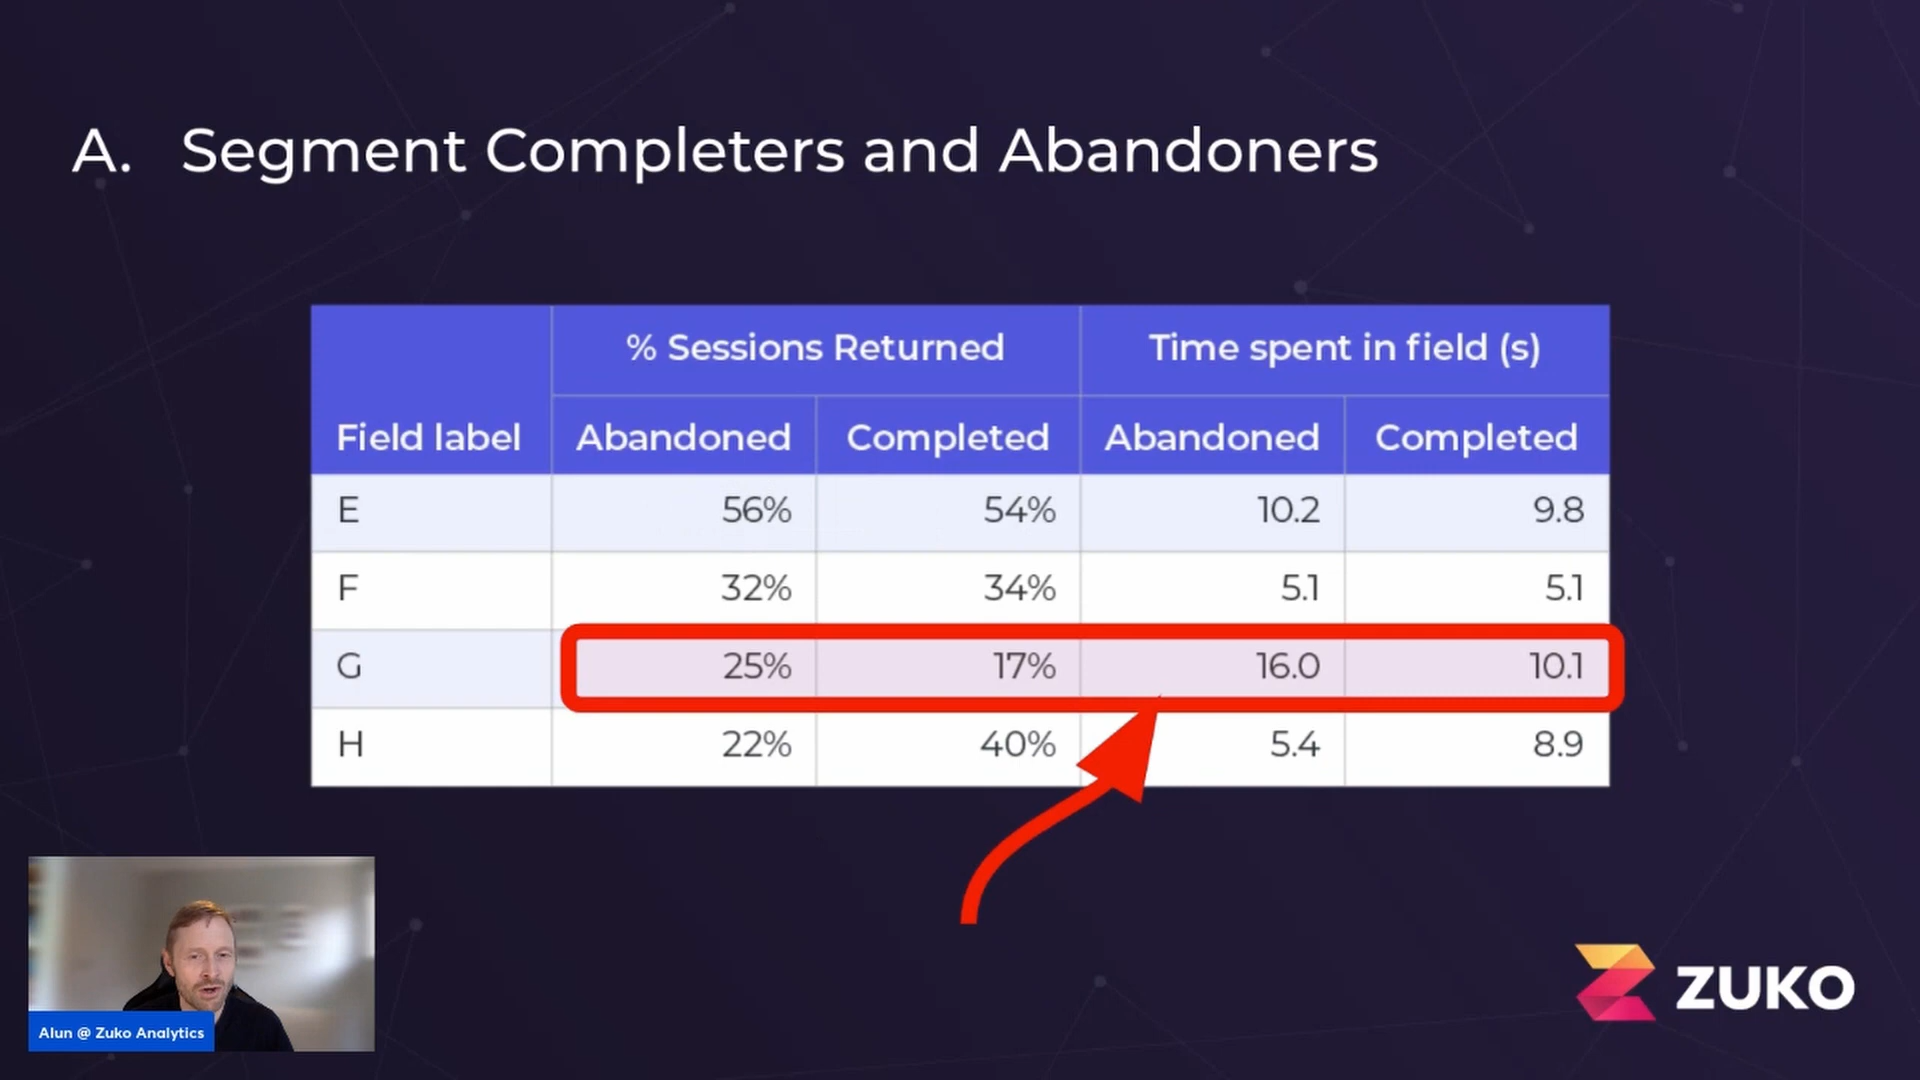 A. Segment Completers and Abandoners
% Sessions Returned Time spent in field (s)
Field label Abandoned Completed Abandoned Completed
E 56% 54% 10.2 9.8
F 32% 34% 5.1 5.1
G 25% 17% 16.0 10.1
H 22% 40% 5.4 8.9
Alun @ Zuko Analytics
ZUKO